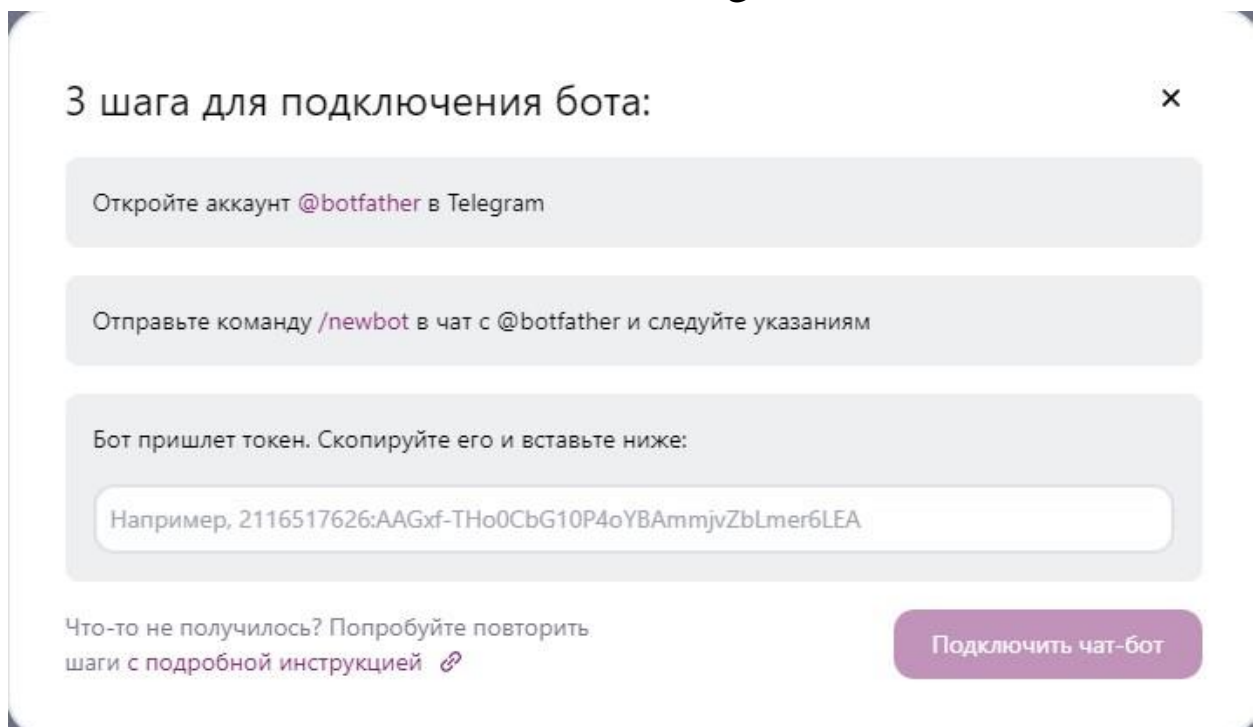 3 шага для подключения бота:
Откройте аккаунт @botfather в Telegram
Отправьте команду /newbot в чат с @botfather и следуйте указаниям
Бот пришлет токен. Скопируйте его и вставьте ниже:
Например, 2116517626:AAGxf-THo0CbG10P4oYBAmmjvZbLmer6LEA
Что-то не получилось? Попробуйте повторить
шаги с подробной инструкцией
Подключить чат-бот